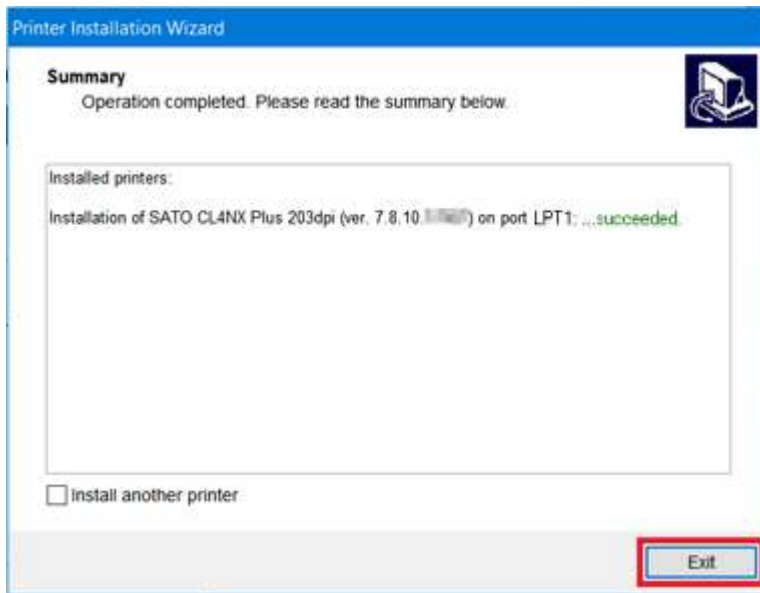 Printer Installation Wizard
Summary
Operation completed. Please read the summary below.
Installed printers:
Installation of SATO CL4NX Plus 203dpi (ver. 7.8.10. ) on port LPT1: ...succeeded.
Install another printer
Exit